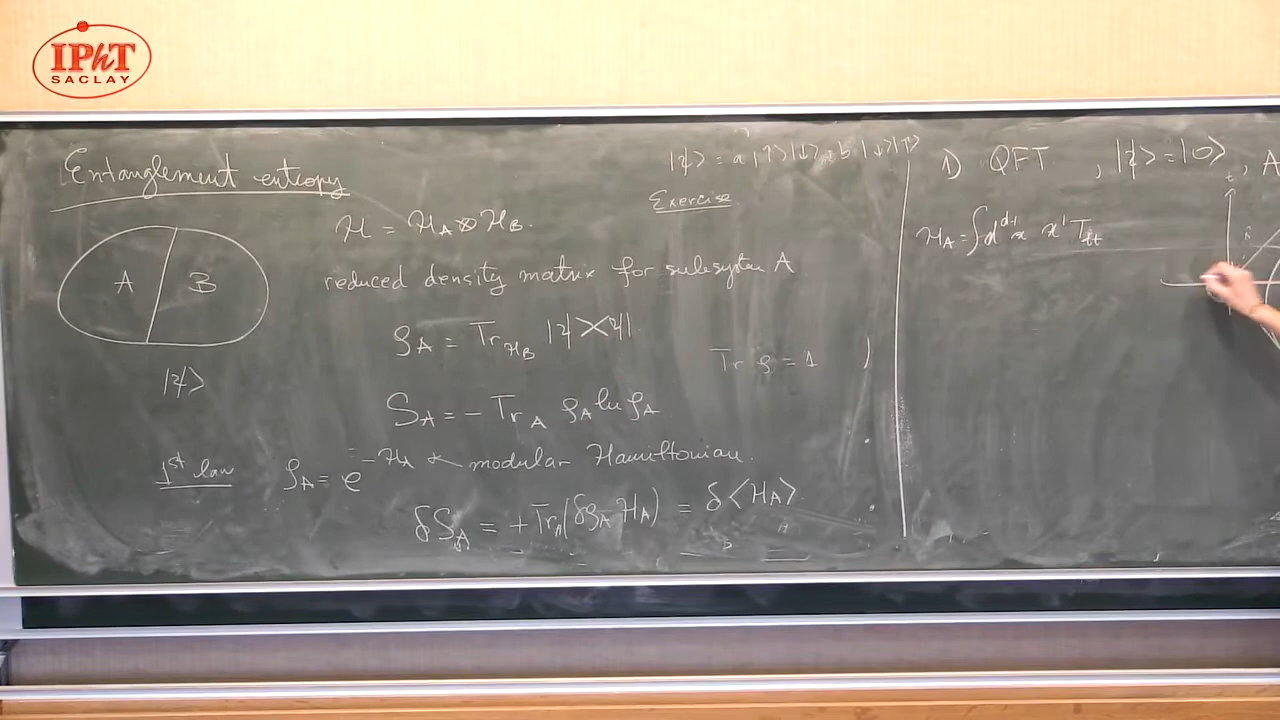 IPhT
SACLAY
Entanglement entropy
|ψ⟩ = a |↑⟩|↓⟩ + b |↓⟩|↑⟩
Exercise
H = H_A ⊗ H_B.
A B
|ψ⟩
reduced density matrix for subsystem A
ρ_A = Tr_{H_B} |ψ⟩⟨ψ|
Tr ρ = 1
S_A = - Tr_A ρ_A ln ρ_A
1st law ρ_A = e^{-H_A} ← modular Hamiltonian.
δS_A = + Tr_A(δρ_A H_A) = δ⟨H_A⟩
1) QFT , |ψ⟩ = |0⟩ , A
H_A = ∫ d^{d-1}x x^1 T_{tt}
t